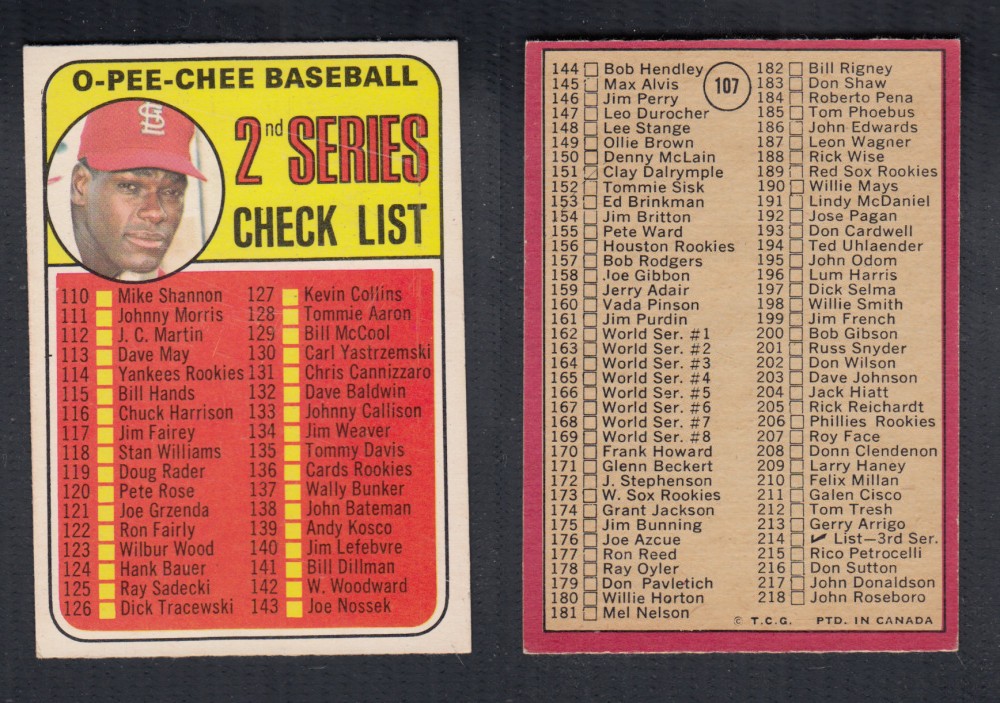 O-PEE-CHEE BASEBALL
STL
2nd SERIES
CHECK LIST
110 Mike Shannon
111 Johnny Morris
112 J. C. Martin
113 Dave May
114 Yankees Rookies
115 Bill Hands
116 Chuck Harrison
117 Jim Fairey
118 Stan Williams
119 Doug Rader
120 Pete Rose
121 Joe Grzenda
122 Ron Fairly
123 Wilbur Wood
124 Hank Bauer
125 Ray Sadecki
126 Dick Tracewski
127 Kevin Collins
128 Tommie Aaron
129 Bill McCool
130 Carl Yastrzemski
131 Chris Cannizzaro
132 Dave Baldwin
133 Johnny Callison
134 Jim Weaver
135 Tommy Davis
136 Cards Rookies
137 Wally Bunker
138 John Bateman
139 Andy Kosco
140 Jim Lefebvre
141 Bill Dillman
142 W. Woodward
143 Joe Nossek
107
144 Bob Hendley
145 Max Alvis
146 Jim Perry
147 Leo Durocher
148 Lee Stange
149 Ollie Brown
150 Denny McLain
151 Clay Dalrymple
152 Tommie Sisk
153 Ed Brinkman
154 Jim Britton
155 Pete Ward
156 Houston Rookies
157 Bob Rodgers
158 Joe Gibbon
159 Jerry Adair
160 Vada Pinson
161 Jim Purdin
162 World Ser. #1
163 World Ser. #2
164 World Ser. #3
165 World Ser. #4
166 World Ser. #5
167 World Ser. #6
168 World Ser. #7
169 World Ser. #8
170 Frank Howard
171 Glenn Beckert
172 J. Stephenson
173 W. Sox Rookies
174 Grant Jackson
175 Jim Bunning
176 Joe Azcue
177 Ron Reed
178 Ray Oyler
179 Don Pavletich
180 Willie Horton
181 Mel Nelson
182 Bill Rigney
183 Don Shaw
184 Roberto Pena
185 Tom Phoebus
186 John Edwards
187 Leon Wagner
188 Rick Wise
189 Red Sox Rookies
190 Willie Mays
191 Lindy McDaniel
192 Jose Pagan
193 Don Cardwell
194 Ted Uhlaender
195 John Odom
196 Lum Harris
197 Dick Selma
198 Willie Smith
199 Jim French
200 Bob Gibson
201 Russ Snyder
202 Don Wilson
203 Dave Johnson
204 Jack Hiatt
205 Rick Reichardt
206 Phillies Rookies
207 Roy Face
208 Donn Clendenon
209 Larry Haney
210 Felix Millan
211 Galen Cisco
212 Tom Tresh
213 Gerry Arrigo
214 List—3rd Ser.
215 Rico Petrocelli
216 Don Sutton
217 John Donaldson
218 John Roseboro
© T.C.G. PTD. IN CANADA